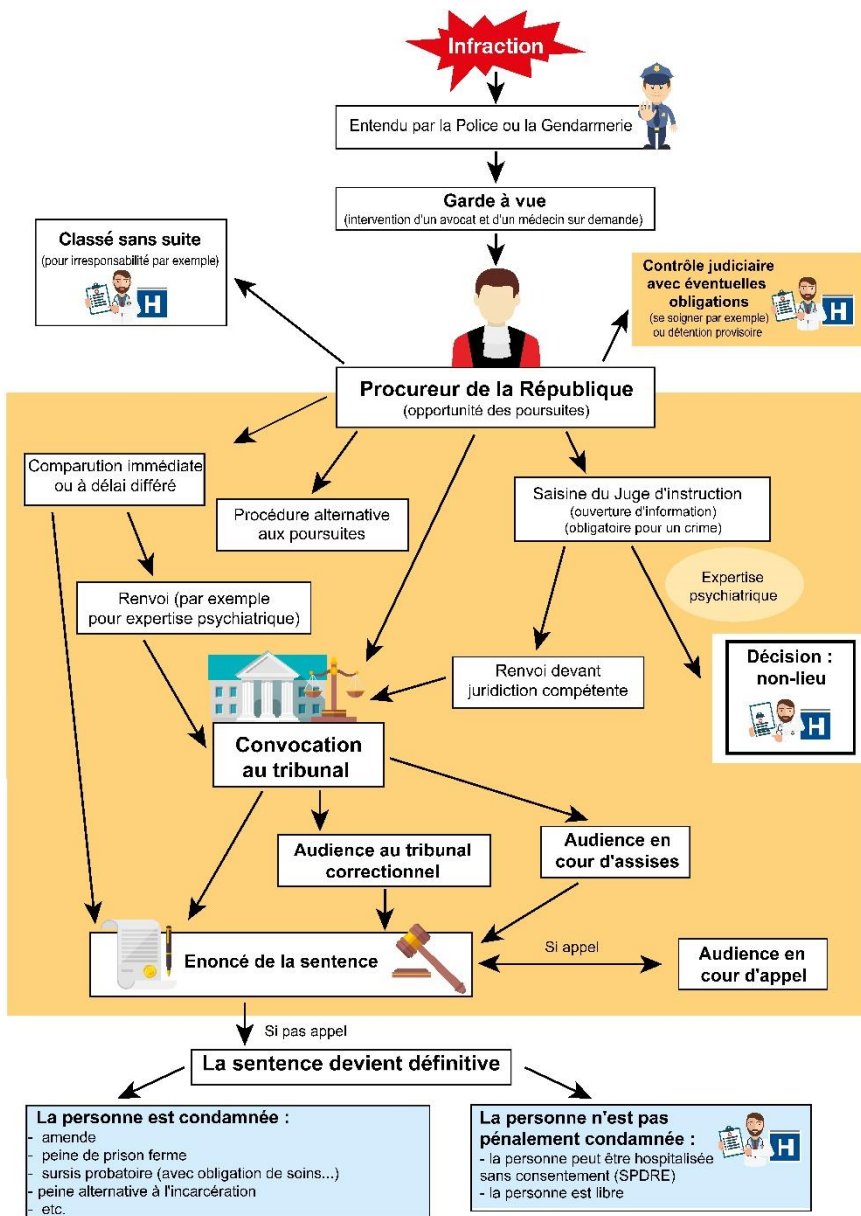 Infraction
Entendu par la Police ou la Gendarmerie
Garde à vue
(intervention d'un avocat et d'un médecin sur demande)
Classé sans suite
(pour irresponsabilité par exemple)
H
Contrôle judiciaire
avec éventuelles
obligations
(se soigner par exemple)
ou détention provisoire
H
Procureur de la République
(opportunité des poursuites)
Comparution immédiate
ou à délai différé
Procédure alternative
aux poursuites
Saisine du Juge d'instruction
(ouverture d'information)
(obligatoire pour un crime)
Renvoi (par exemple
pour expertise psychiatrique)
Expertise
psychiatrique
Renvoi devant
juridiction compétente
Décision :
non-lieu
H
Convocation
au tribunal
Audience au tribunal
correctionnel
Audience en
cour d'assises
Enoncé de la sentence
Si appel
Audience en
cour d'appel
Si pas appel
La sentence devient définitive
La personne est condamnée :
- amende
- peine de prison ferme
- sursis probatoire (avec obligation de soins...)
- peine alternative à l'incarcération
- etc.
La personne n'est pas
pénalement condamnée :
- la personne peut être hospitalisée
sans consentement (SPDRE)
- la personne est libre
H